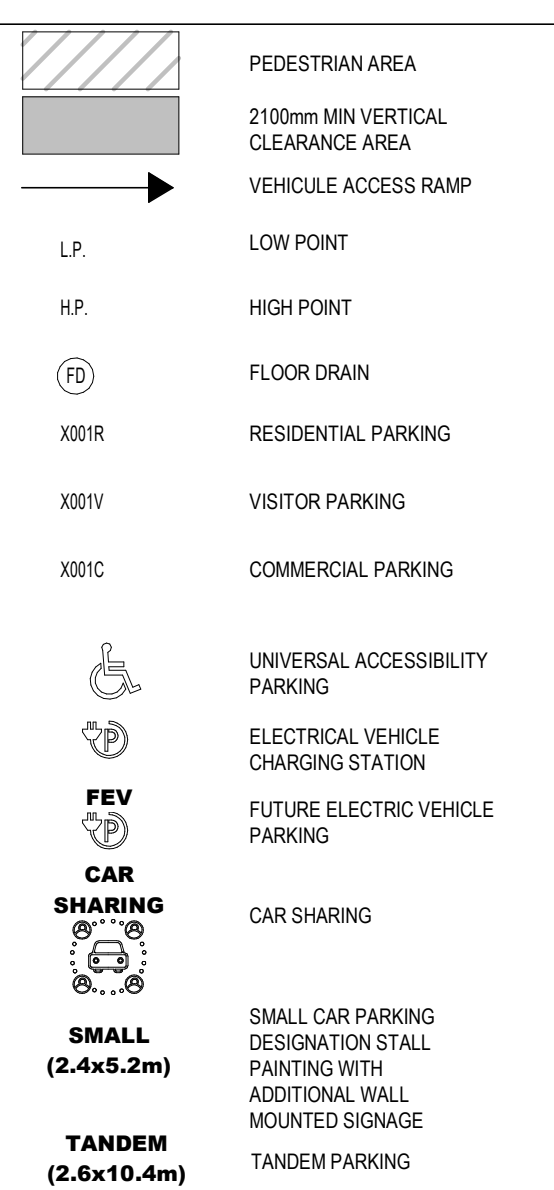 PEDESTRIAN AREA
2100mm MIN VERTICAL
CLEARANCE AREA
VEHICULE ACCESS RAMP
L.P.
LOW POINT
H.P.
HIGH POINT
FD
FLOOR DRAIN
X001R
RESIDENTIAL PARKING
X001V
VISITOR PARKING
X001C
COMMERCIAL PARKING
UNIVERSAL ACCESSIBILITY
PARKING
P
ELECTRICAL VEHICLE
CHARGING STATION
FEV
P
FUTURE ELECTRIC VEHICLE
PARKING
CAR
SHARING
CAR SHARING
SMALL
(2.4x5.2m)
SMALL CAR PARKING
DESIGNATION STALL
PAINTING WITH
ADDITIONAL WALL
MOUNTED SIGNAGE
TANDEM
(2.6x10.4m)
TANDEM PARKING